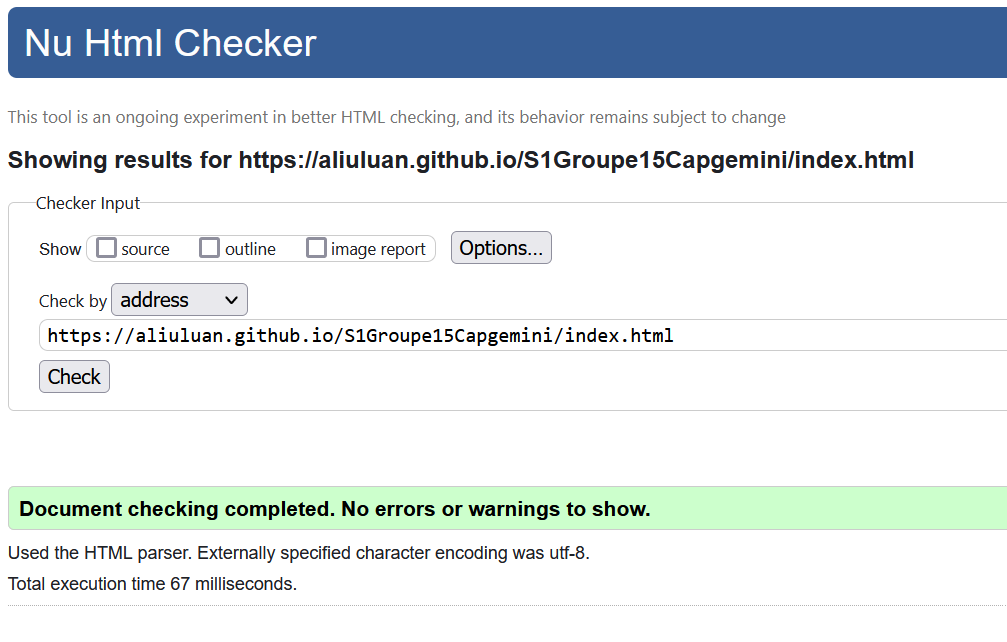 Nu Html Checker
This tool is an ongoing experiment in better HTML checking, and its behavior remains subject to change
Showing results for https://aliuluan.github.io/S1Groupe15Capgemini/index.html
Checker Input
Show source outline image report Options...
Check by address
https://aliuluan.github.io/S1Groupe15Capgemini/index.html
Check
Document checking completed. No errors or warnings to show.
Used the HTML parser. Externally specified character encoding was utf-8.
Total execution time 67 milliseconds.